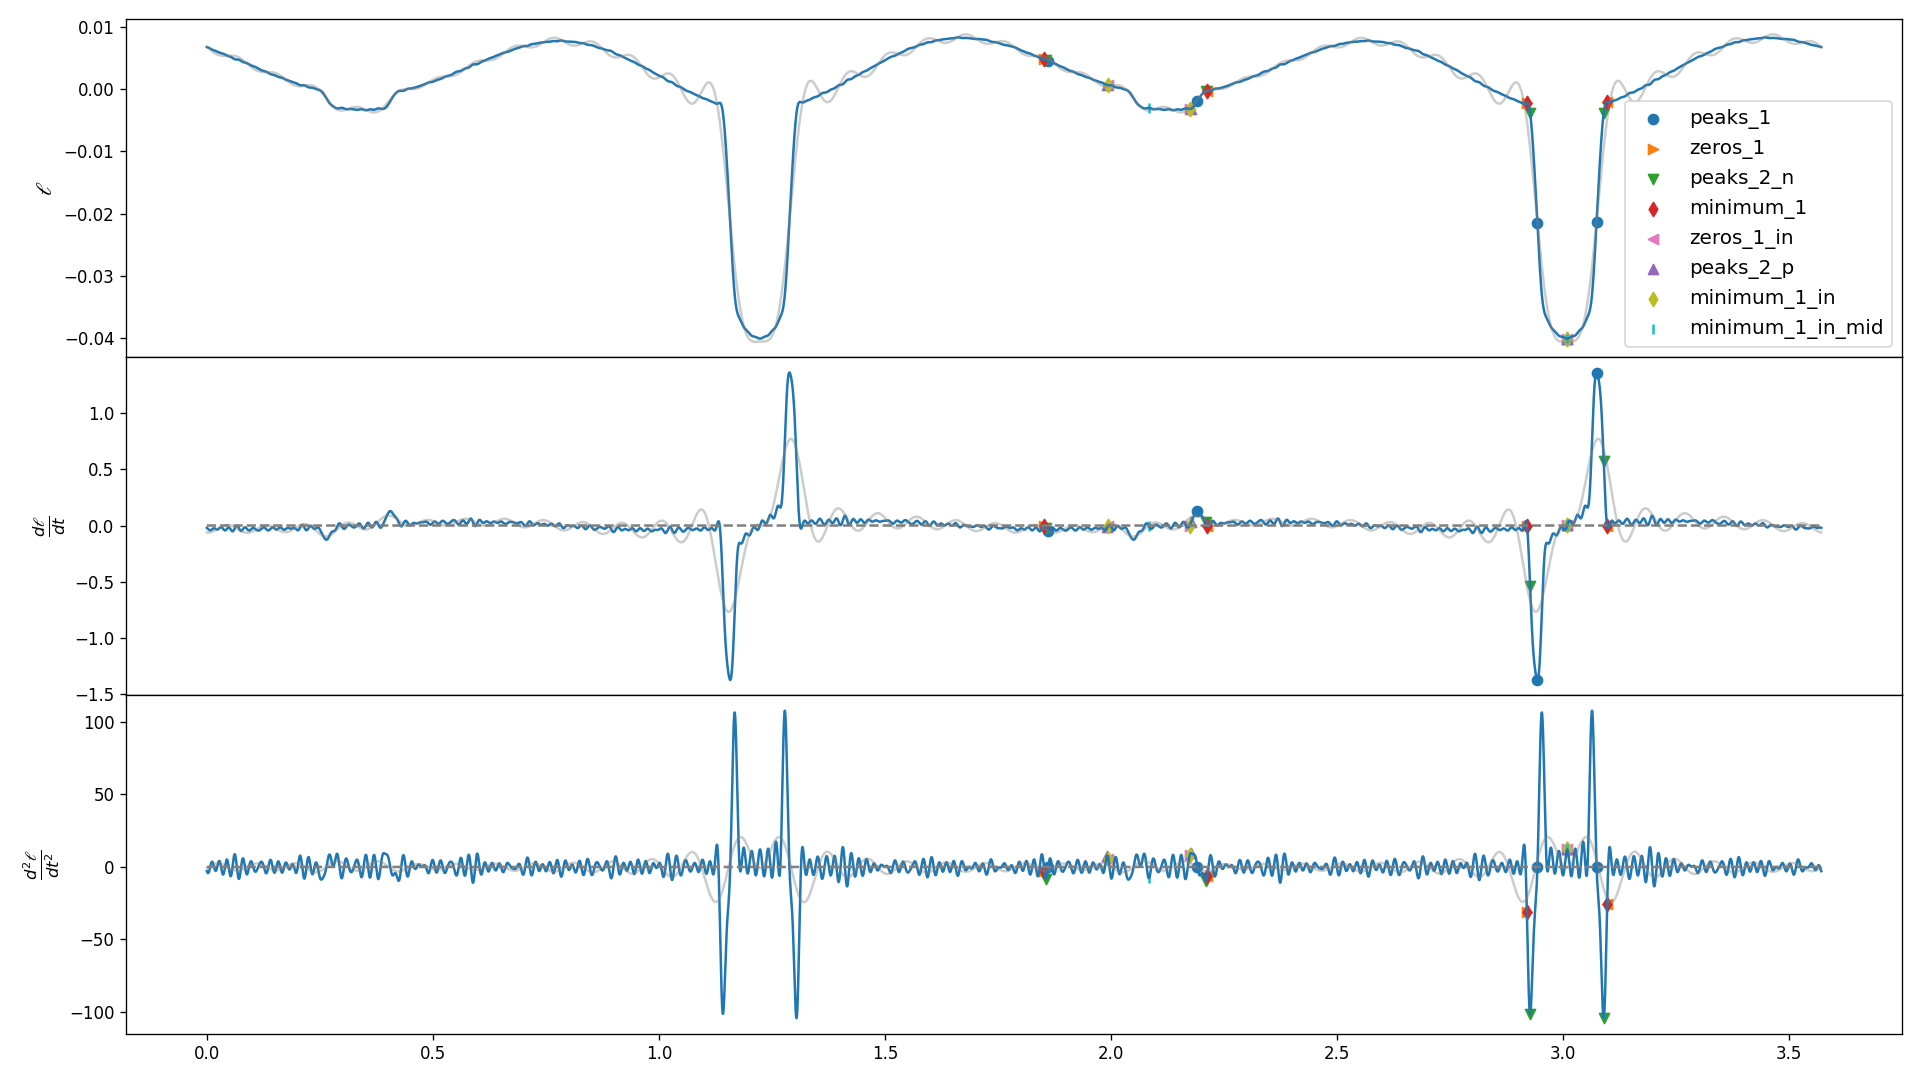 0.01
0.00
−0.01
−0.02
−0.03
−0.04
ℓ
peaks_1
zeros_1
peaks_2_n
minimum_1
zeros_1_in
peaks_2_p
minimum_1_in
minimum_1_in_mid
1.0
0.5
0.0
−0.5
−1.0
−1.5
dℓ
dt
100
50
0
−50
−100
d²ℓ
dt²
0.0 0.5 1.0 1.5 2.0 2.5 3.0 3.5